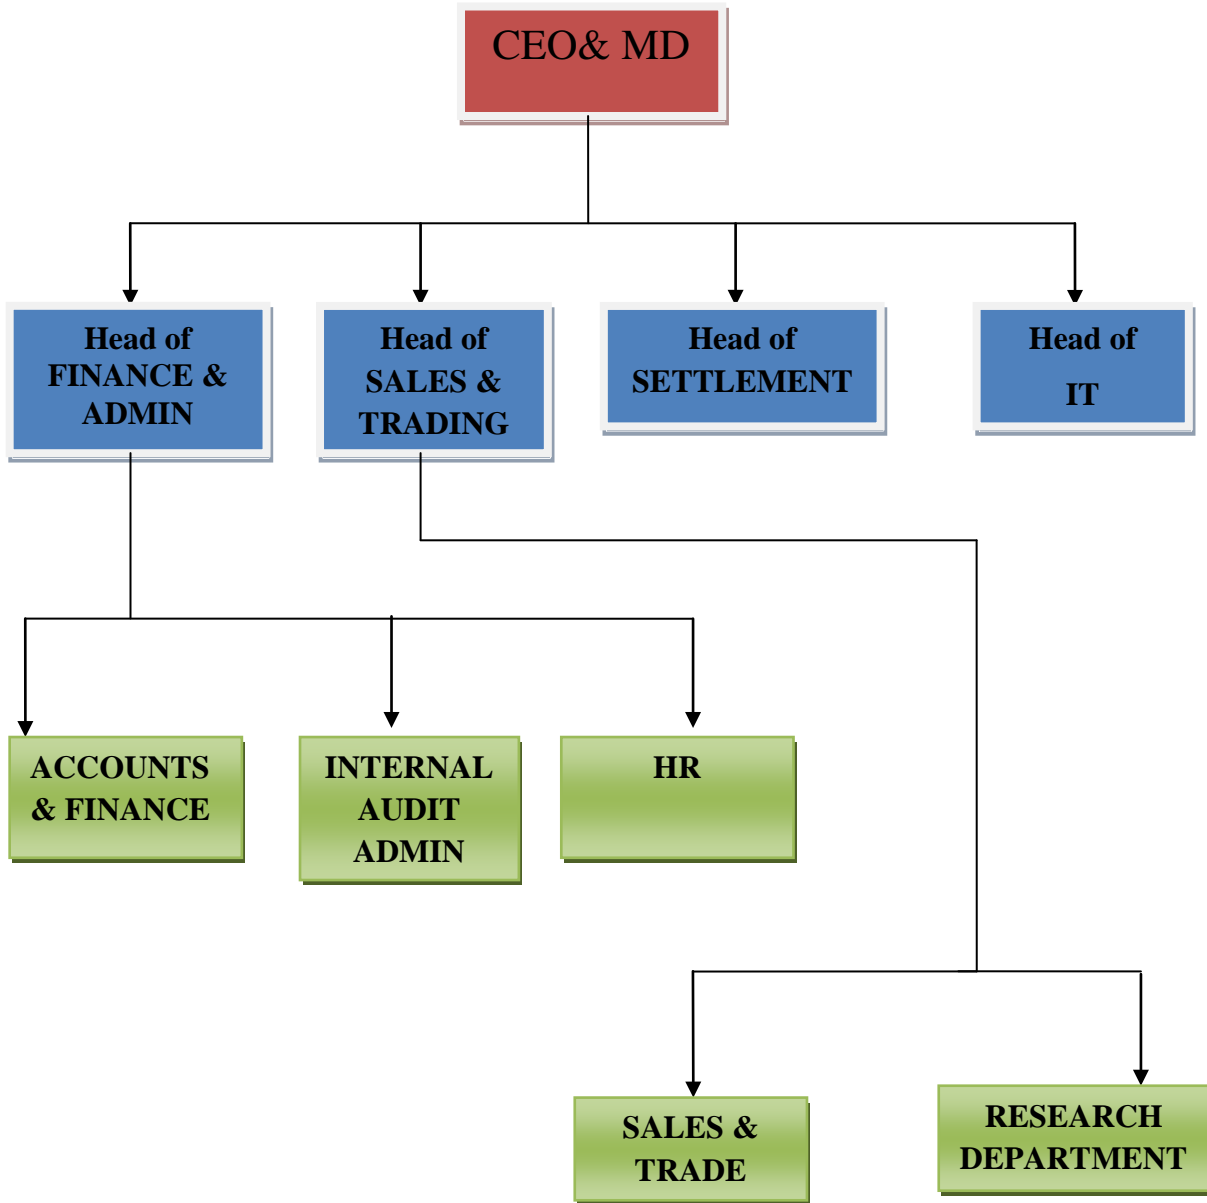 CEO& MD
Head of
FINANCE &
ADMIN
Head of
SALES &
TRADING
Head of
SETTLEMENT
Head of
IT
ACCOUNTS
& FINANCE
INTERNAL
AUDIT
ADMIN
HR
SALES &
TRADE
RESEARCH
DEPARTMENT